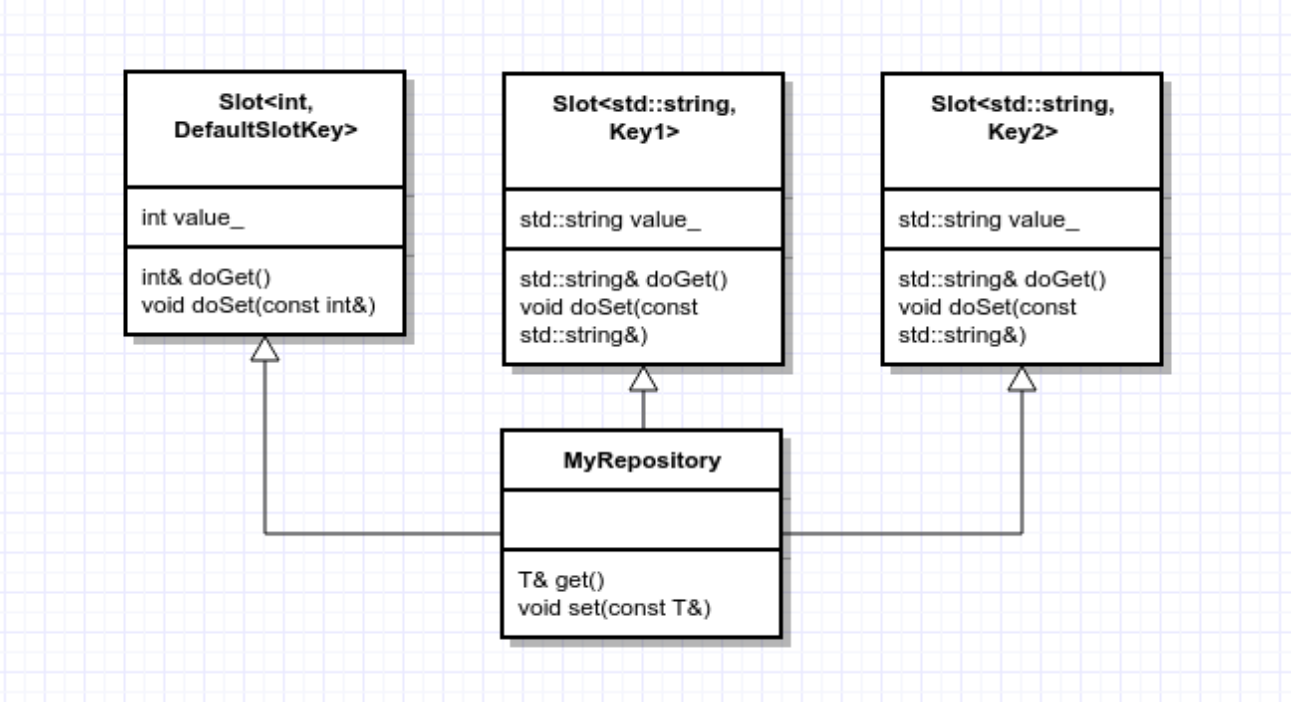 Slot<int,
DefaultSlotKey>
int value_
int& doGet()
void doSet(const int&)
Slot<std::string,
Key1>
std::string value_
std::string& doGet()
void doSet(const
std::string&)
Slot<std::string,
Key2>
std::string value_
std::string& doGet()
void doSet(const
std::string&)
MyRepository
T& get()
void set(const T&)